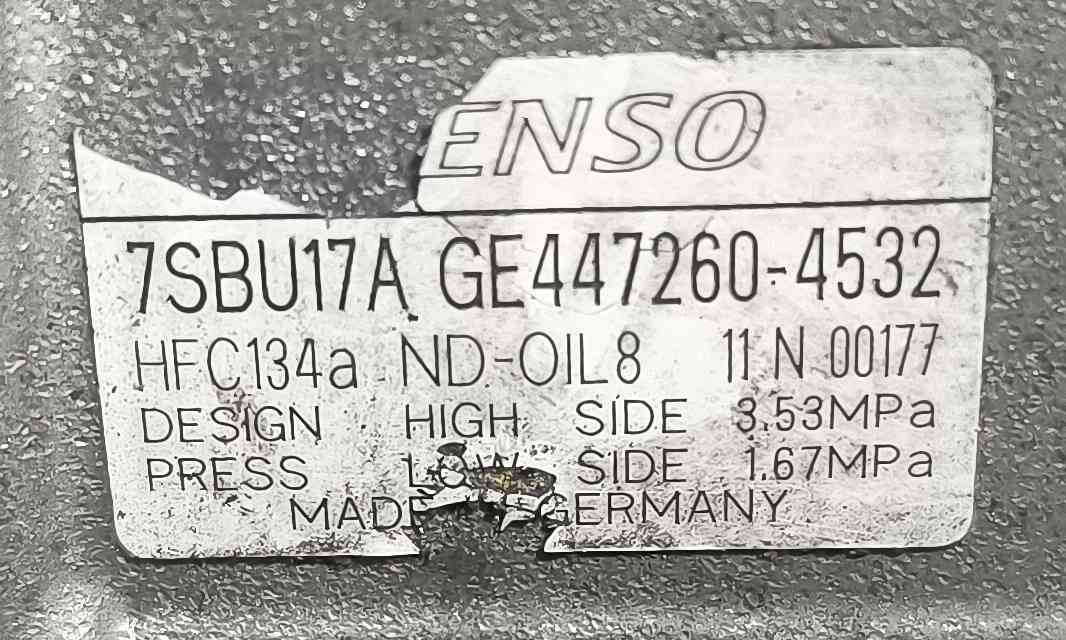 ENSO
7SBU17A GE447260-4532
HFC134a ND-OIL8 11 N 00177
DESIGN HIGH SIDE 3.53MPa
PRESS SIDE 1.67MPa
MADE GERMANY